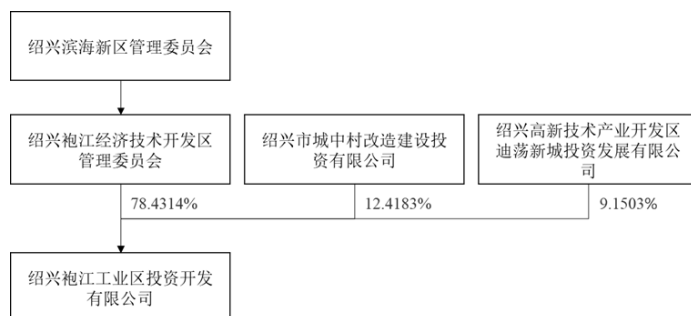 绍兴滨海新区管理委员会
绍兴袍江经济技术开发区
管理委员会
绍兴市城中村改造建设投
资有限公司
绍兴高新技术产业开发区
迪荡新城投资发展有限公
司
78.4314%
12.4183%
9.1503%
绍兴袍江工业区投资开发
有限公司